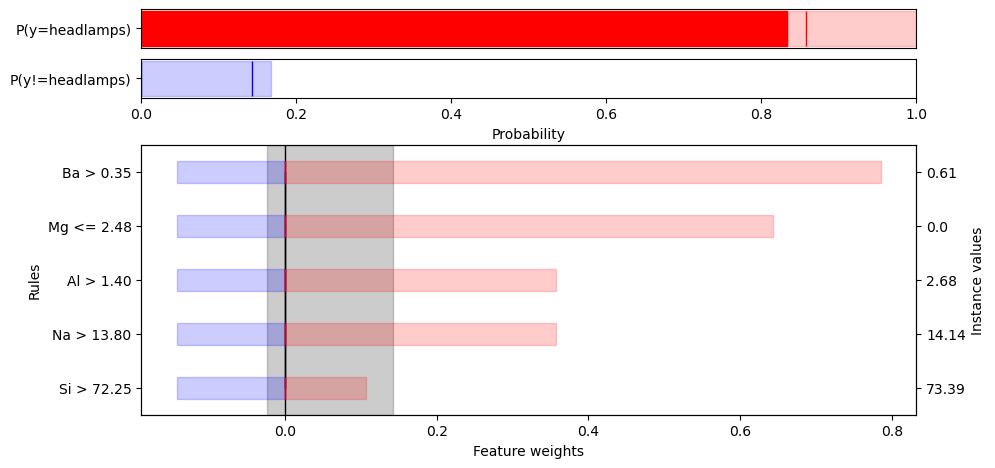 P(y=headlamps)
P(y!=headlamps)
0.0 0.2 0.4 0.6 0.8 1.0
Probability
Ba > 0.35 0.61
Mg <= 2.48 0.0
Al > 1.40 2.68
Na > 13.80 14.14
Si > 72.25 73.39
Rules
Instance values
0.0 0.2 0.4 0.6 0.8
Feature weights